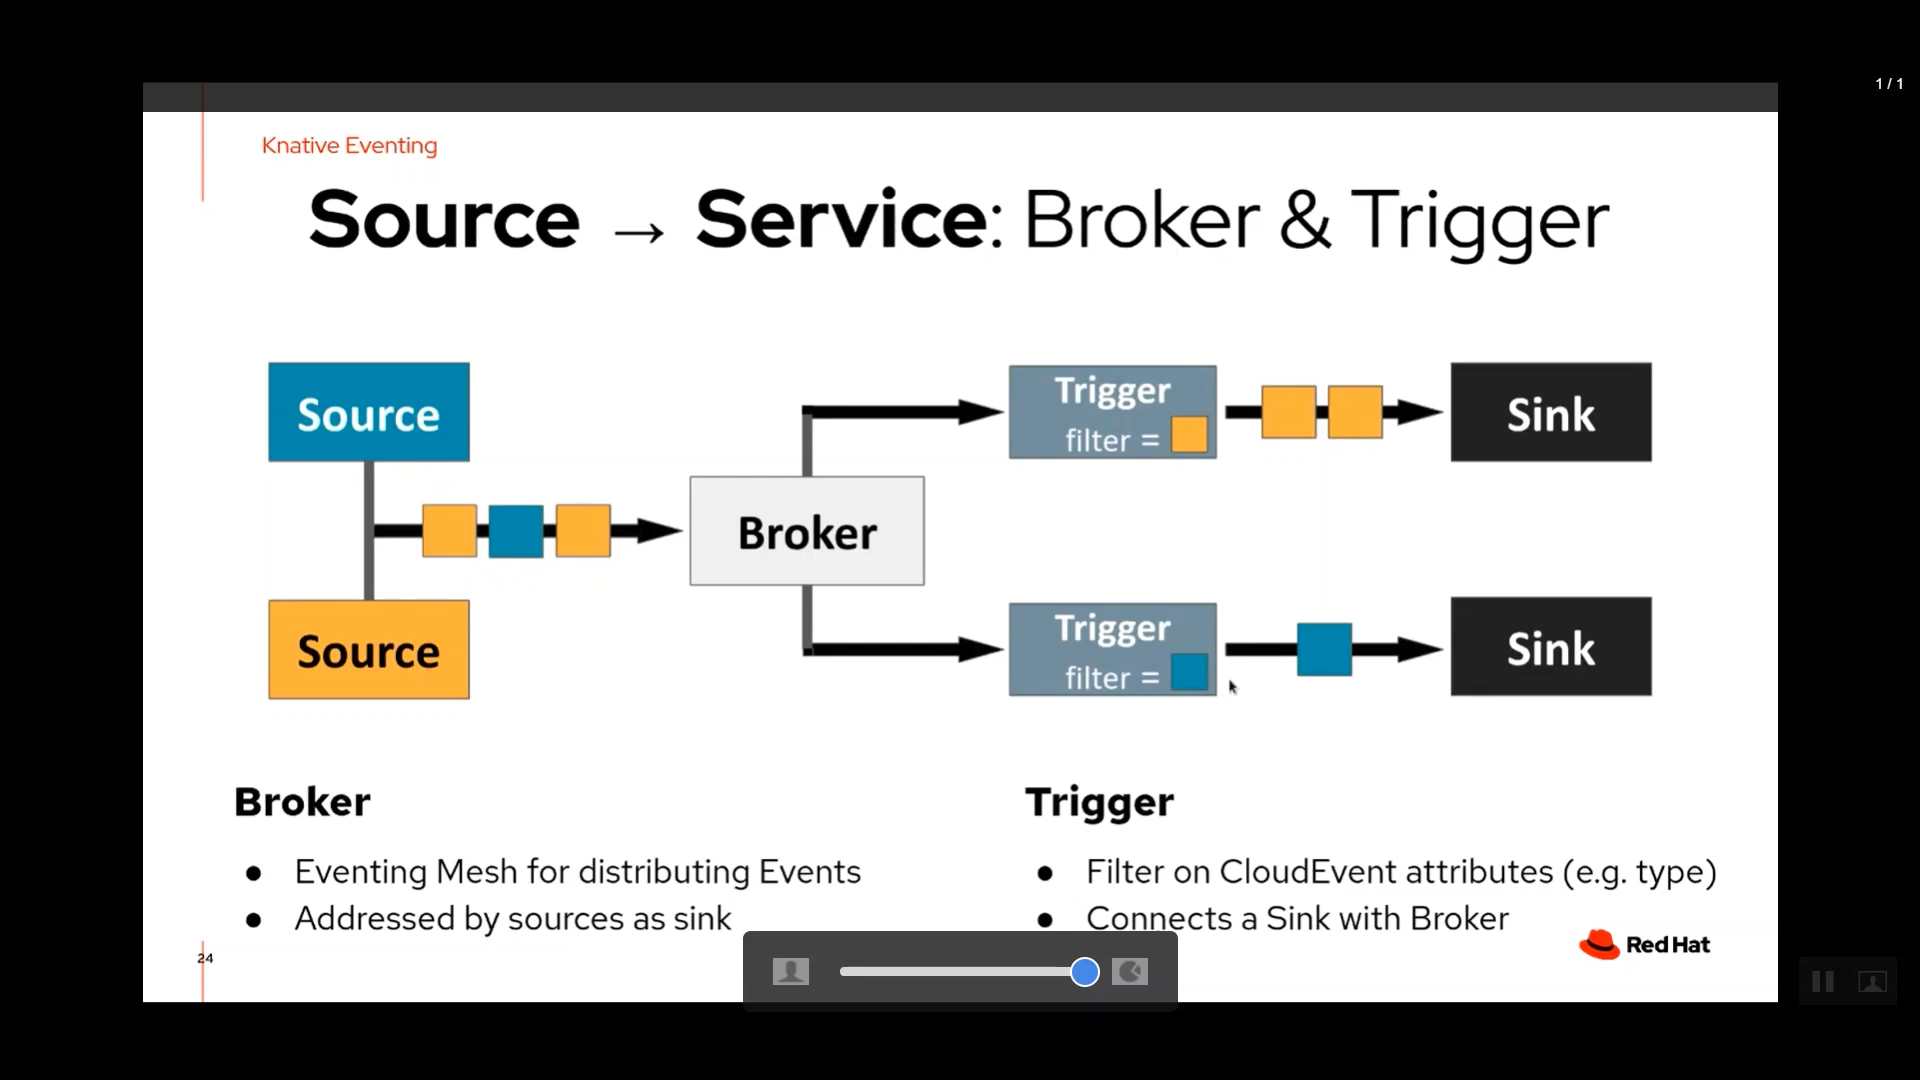 1 / 1
Knative Eventing
Source → Service: Broker & Trigger
Source
Trigger
filter =
Sink
Broker
Source
Trigger
filter =
Sink
Broker
● Eventing Mesh for distributing Events
● Addressed by sources as sink
Trigger
● Filter on CloudEvent attributes (e.g. type)
● Connects a Sink with Broker
24
Red Hat